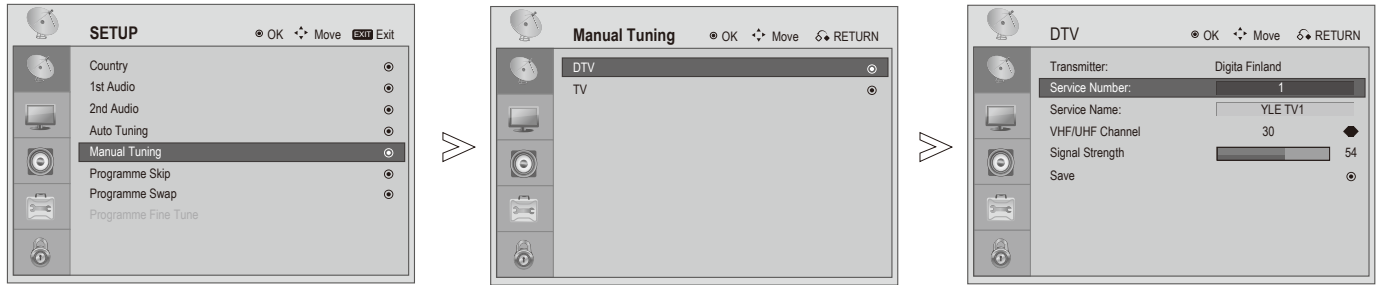 SETUP OK Move EXIT Exit
Country
1st Audio
2nd Audio
Auto Tuning
Manual Tuning
Programme Skip
Programme Swap
Programme Fine Tune
Manual Tuning OK Move RETURN
DTV
TV
DTV OK Move RETURN
Transmitter: Digita Finland
Service Number: 1
Service Name: YLE TV1
VHF/UHF Channel 30
Signal Strength 54
Save